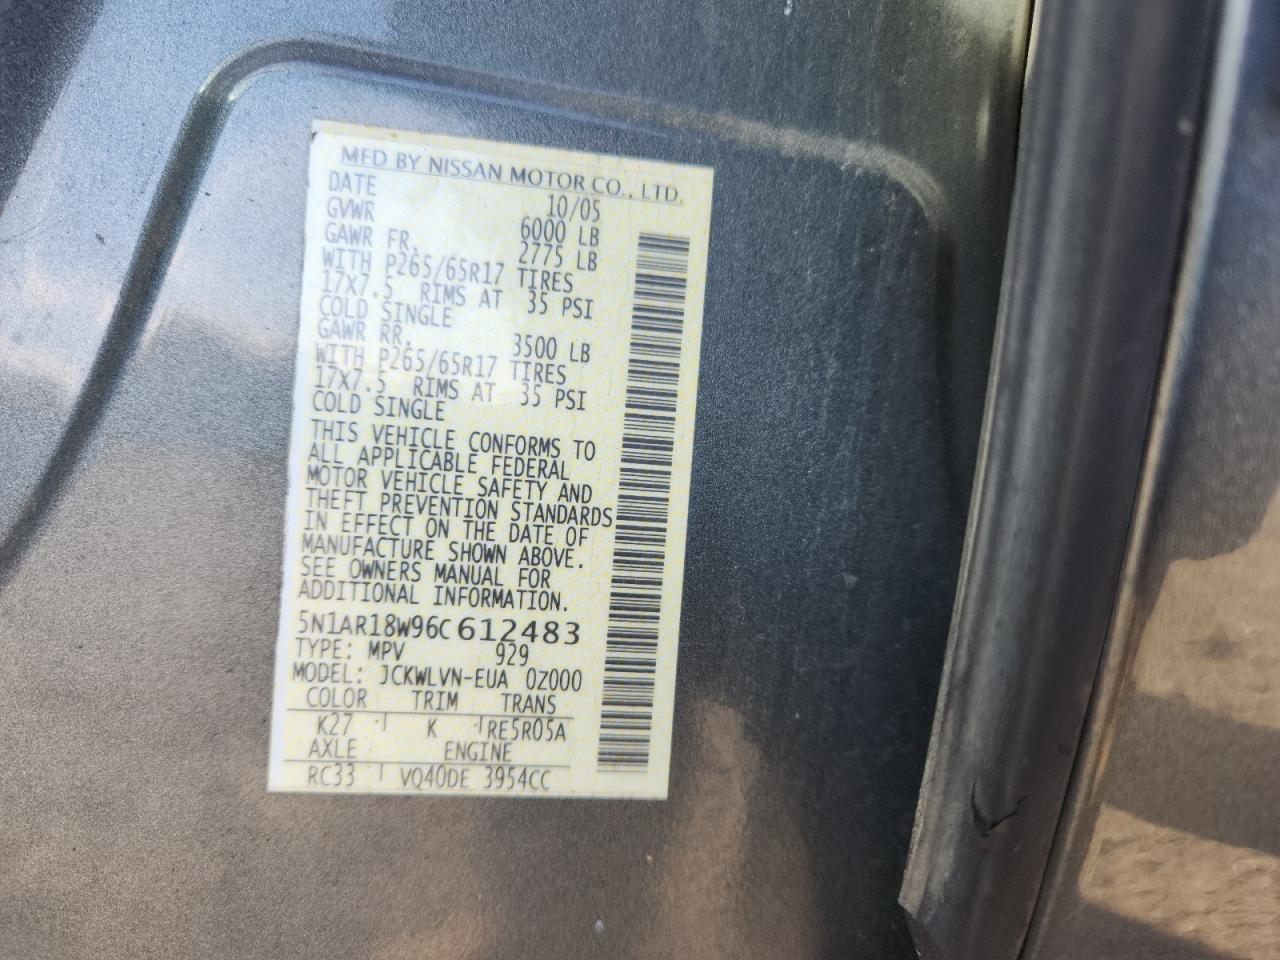 MFD BY NISSAN MOTOR CO., LTD.
DATE 10/05
GVWR 6000 LB
GAWR FR. 2775 LB
WITH P265/65R17 TIRES
17X7.5 RIMS AT 35 PSI
COLD SINGLE
GAWR RR. 3500 LB
WITH P265/65R17 TIRES
17X7.5 RIMS AT 35 PSI
COLD SINGLE
THIS VEHICLE CONFORMS TO
ALL APPLICABLE FEDERAL
MOTOR VEHICLE SAFETY AND
THEFT PREVENTION STANDARDS
IN EFFECT ON THE DATE OF
MANUFACTURE SHOWN ABOVE.
SEE OWNERS MANUAL FOR
ADDITIONAL INFORMATION.
5N1AR18W96C612483
TYPE: MPV 929
MODEL: JCKWLVN-EUA 0Z000
COLOR TRIM TRANS
K27 K RE5R05A
AXLE ENGINE
RC33 VQ40DE 3954CC